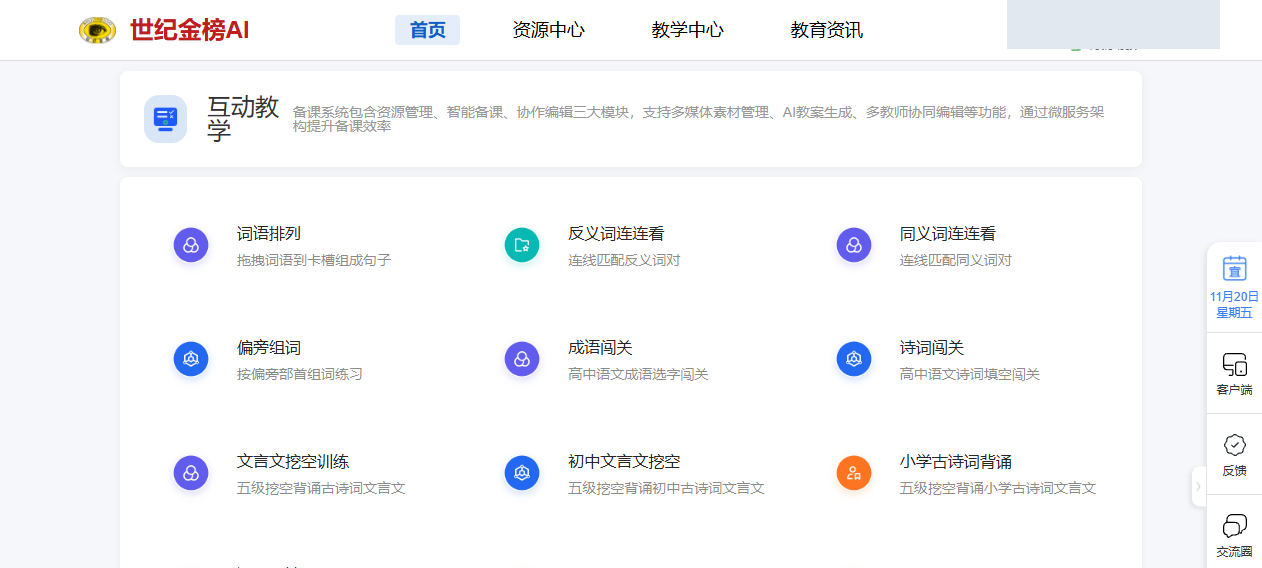 世纪金榜AI
首页
资源中心
教学中心
教育资讯
互动教
学
备课系统包含资源管理、智能备课、协作编辑三大模块，支持多媒体素材管理、AI教案生成、多教师协同编辑等功能，通过微服务架
构提升备课效率
词语排列
拖拽词语到卡槽组成句子
反义词连连看
连线匹配反义词对
同义词连连看
连线匹配同义词对
偏旁组词
按偏旁部首组词练习
成语闯关
高中语文成语选字闯关
诗词闯关
高中语文诗词填空闯关
文言文挖空训练
五级挖空背诵古诗词文言文
初中文言文挖空
五级挖空背诵初中古诗词文言文
小学古诗词背诵
五级挖空背诵小学古诗词文言文
宜
11月20日
星期五
客户端
反馈
交流圈